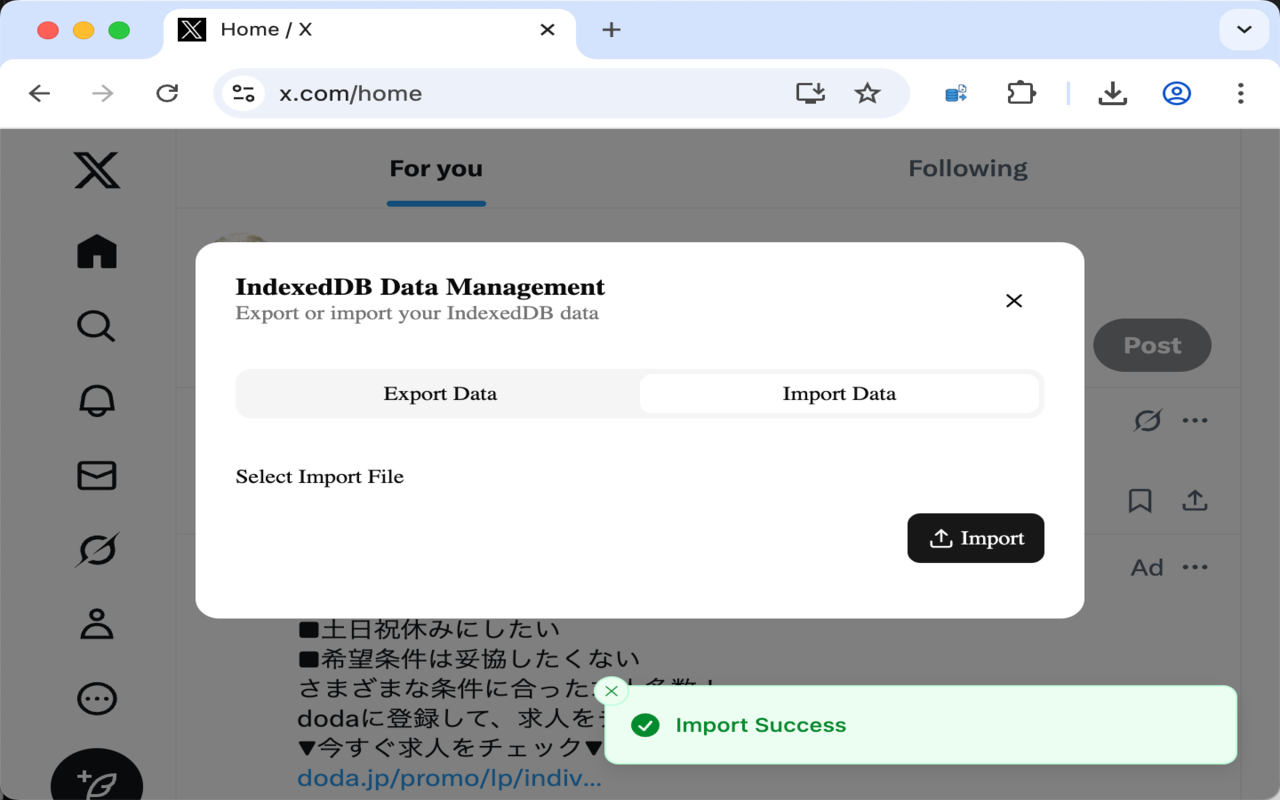 Home / X
x.com/home
For you
Following
IndexedDB Data Management
Export or import your IndexedDB data
Post
Export Data
Import Data
Select Import File
Import
Ad
■土日祝休みにしたい
■希望条件は妥協したくない
さまざまな条件に合った
dodaに登録して、求人を
▼今すぐ求人をチェック▼
doda.jp/promo/lp/indiv...
Import Success